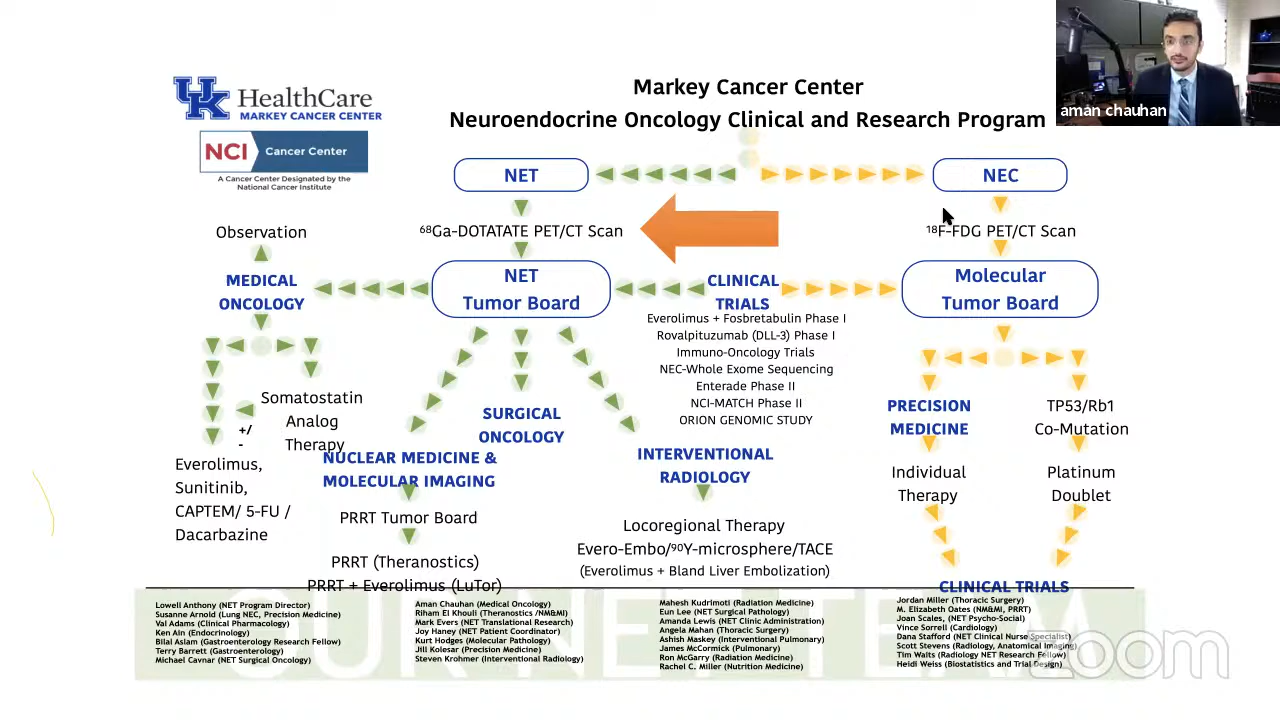 UK HealthCare
MARKEY CANCER CENTER
NCI Cancer Center
A Cancer Center Designated by the
National Cancer Institute
Markey Cancer Center
Neuroendocrine Oncology Clinical and Research Program
aman chauhan
NET
NEC
Observation
⁶⁸Ga-DOTATATE PET/CT Scan
¹⁸F-FDG PET/CT Scan
MEDICAL
ONCOLOGY
NET
Tumor Board
CLINICAL
TRIALS
Molecular
Tumor Board
Everolimus + Fosbretabulin Phase I
Rovalpituzumab (DLL-3) Phase I
Immuno-Oncology Trials
NEC-Whole Exome Sequencing
Enterade Phase II
NCI-MATCH Phase II
ORION GENOMIC STUDY
Somatostatin
Analog
Therapy
+/
-
Everolimus,
Sunitinib,
CAPTEM/ 5-FU /
Dacarbazine
SURGICAL
ONCOLOGY
NUCLEAR MEDICINE &
MOLECULAR IMAGING
PRRT Tumor Board
PRRT (Theranostics)
PRRT + Everolimus (LuTor)
INTERVENTIONAL
RADIOLOGY
Locoregional Therapy
Evero-Embo/⁹⁰Y-microsphere/TACE
(Everolimus + Bland Liver Embolization)
PRECISION
MEDICINE
Individual
Therapy
TP53/Rb1
Co-Mutation
Platinum
Doublet
CLINICAL TRIALS
OUR NET TEAM
Lowell Anthony (NET Program Director)
Susanne Arnold (Lung NEC, Precision Medicine)
Val Adams (Clinical Pharmacology)
Ken Ain (Endocrinology)
Bilal Aslam (Gastroenterology Research Fellow)
Terry Barrett (Gastroenterology)
Michael Cavnar (NET Surgical Oncology)
Aman Chauhan (Medical Oncology)
Riham El Khouli (Theranostics /NM&MI)
Mark Evers (NET Translational Research)
Joy Haney (NET Patient Coordinator)
Kurt Hodges (Molecular Pathology)
Jill Kolesar (Precision Medicine)
Steven Krohmer (Interventional Radiology)
Mahesh Kudrimoti (Radiation Medicine)
Eun Lee (NET Surgical Pathology)
Amanda Lewis (NET Clinic Administration)
Angela Mahan (Thoracic Surgery)
Ashish Maskey (Interventional Pulmonary)
James McCormick (Pulmonary)
Ron McGarry (Radiation Medicine)
Rachel C. Miller (Nutrition Medicine)
Jordan Miller (Thoracic Surgery)
M. Elizabeth Oates (NM&MI, PRRT)
Joan Scales, (NET Psycho-Social)
Vince Sorrell (Cardiology)
Dana Stafford (NET Clinical Nurse Specialist)
Scott Stevens (Radiology, Anatomical Imaging)
Tim Waits (Radiology NET Research Fellow)
Heidi Weiss (Biostatistics and Trial Design)
zoom